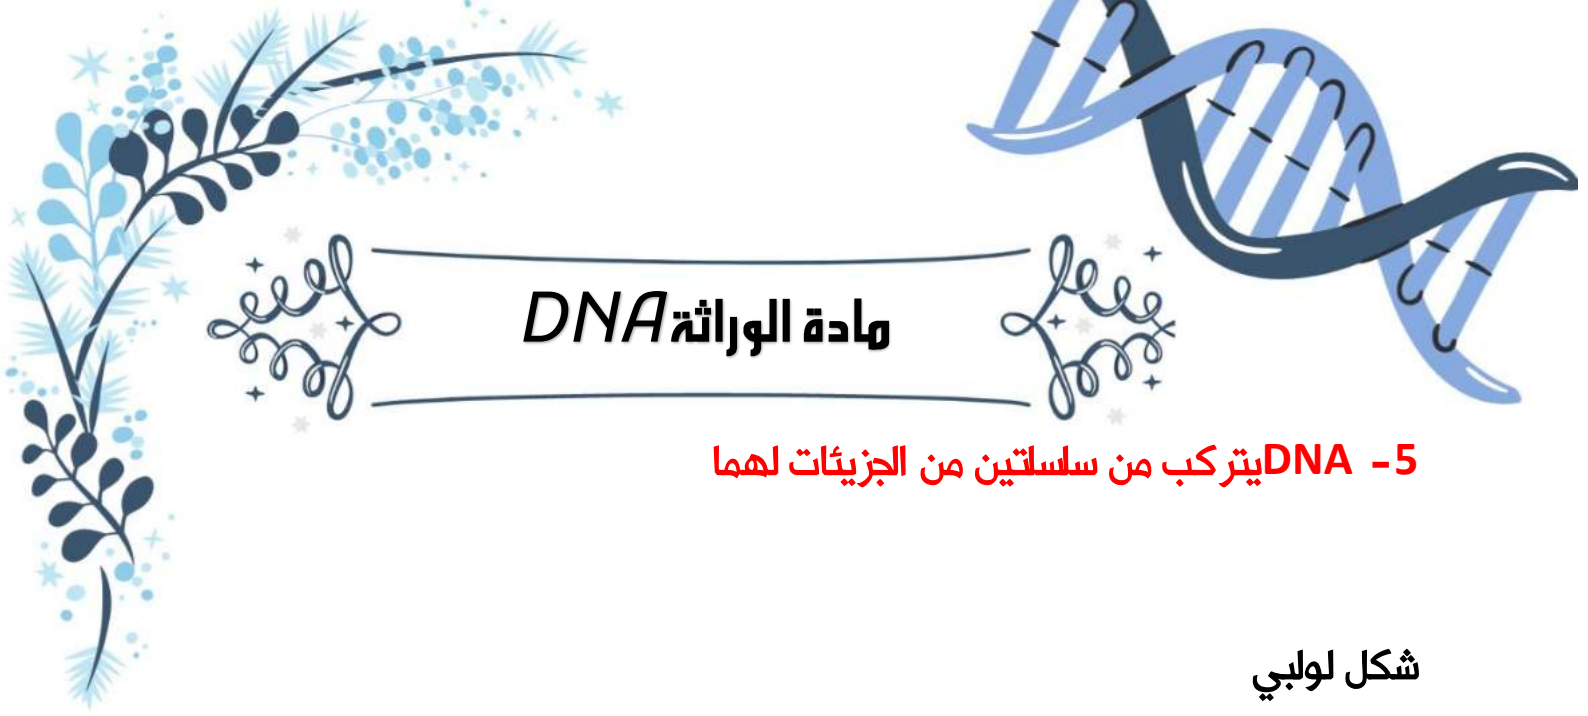 مادة الوراثة DNA
5- DNA يتركب من سلسلتين من الجزيئات لهما
شكل لولبي